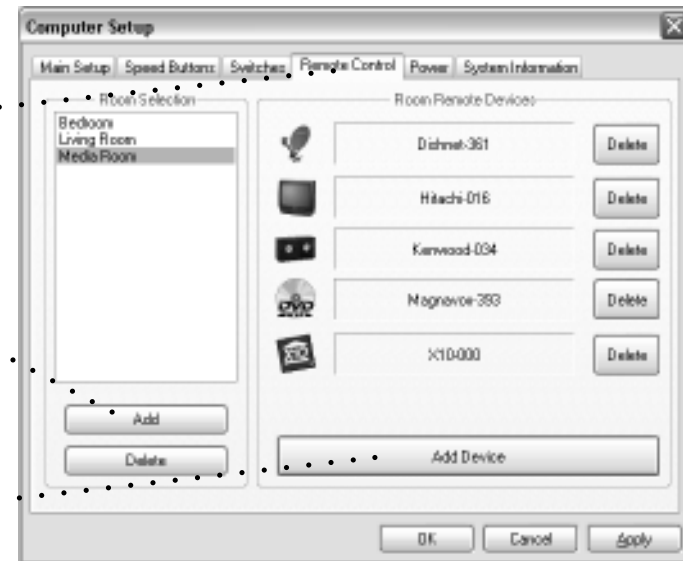 Computer Setup
Main Setup Speed Buttons Switches Remote Control Power System Information
Room Selection
Bedroom
Living Room
Media Room
Add
Delete
Room Remote Devices
Dishnet-361 Delete
Hitachi-016 Delete
Kenwood-034 Delete
DVD
Magnavox-393 Delete
X10
X10-000 Delete
Add Device
OK Cancel Apply